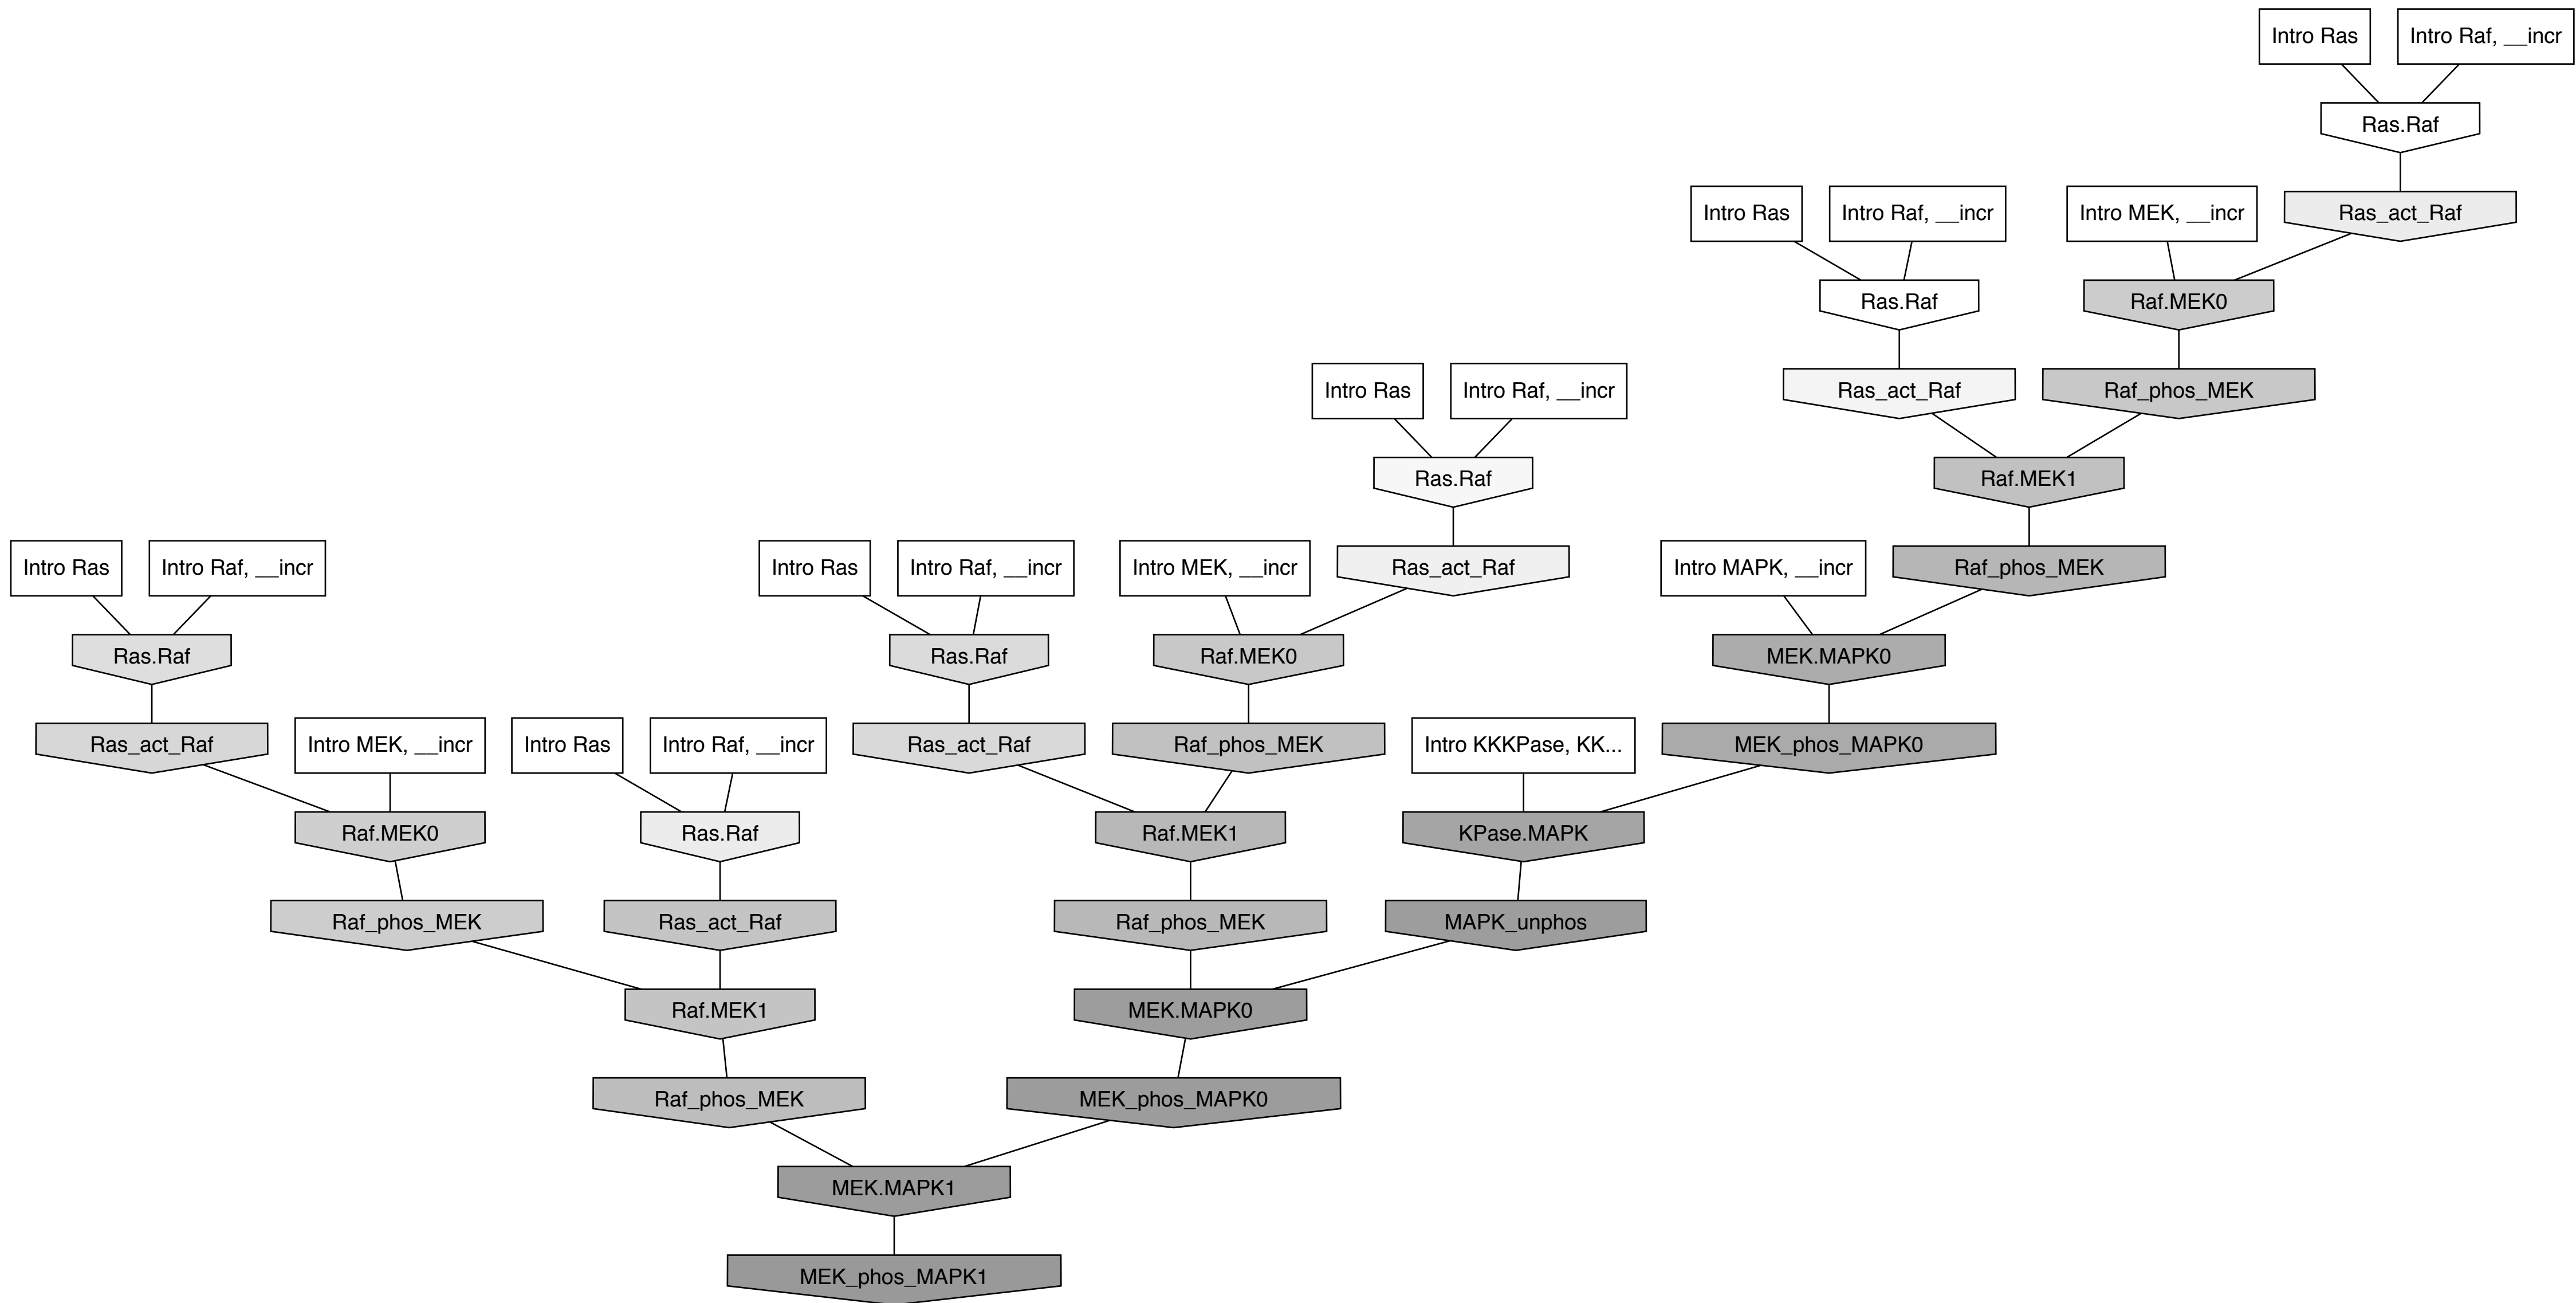 Intro Ras
Intro Raf, __incr
Ras.Raf
Intro Ras
Intro Raf, __incr
Intro MEK, __incr
Ras_act_Raf
Ras.Raf
Raf.MEK0
Intro Ras
Intro Raf, __incr
Ras_act_Raf
Raf_phos_MEK
Ras.Raf
Raf.MEK1
Intro Ras
Intro Raf, __incr
Intro Ras
Intro Raf, __incr
Intro MEK, __incr
Ras_act_Raf
Intro MAPK, __incr
Raf_phos_MEK
Ras.Raf
Ras.Raf
Raf.MEK0
MEK.MAPK0
Ras_act_Raf
Intro MEK, __incr
Intro Ras
Intro Raf, __incr
Ras_act_Raf
Raf_phos_MEK
Intro KKKPase, KK...
MEK_phos_MAPK0
Raf.MEK0
Ras.Raf
Raf.MEK1
KPase.MAPK
Raf_phos_MEK
Ras_act_Raf
Raf_phos_MEK
MAPK_unphos
Raf.MEK1
MEK.MAPK0
Raf_phos_MEK
MEK_phos_MAPK0
MEK.MAPK1
MEK_phos_MAPK1